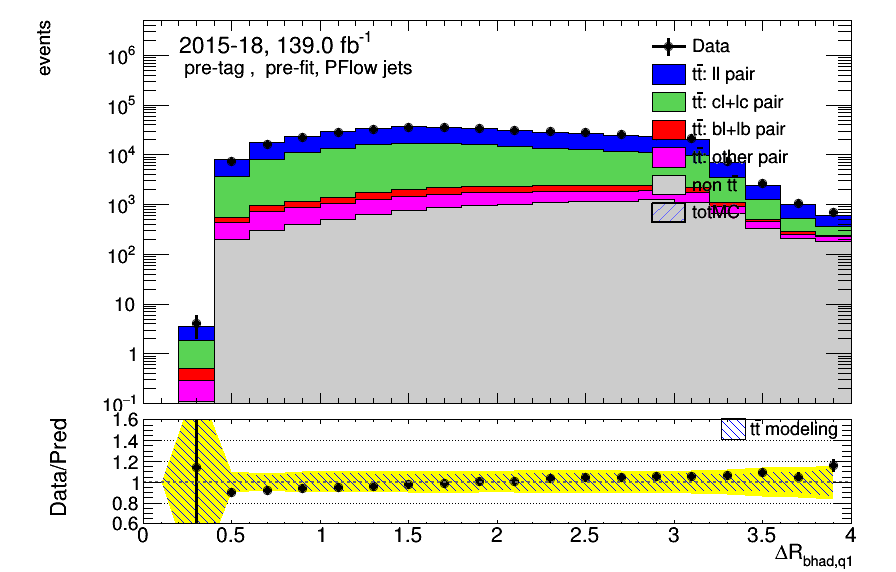 events
2015-18, 139.0 fb⁻¹
pre-tag , pre-fit, PFlow jets
Data
tt̄: ll pair
tt̄: cl+lc pair
tt̄: bl+lb pair
tt̄: other pair
non tt̄
totMC
10⁶
10⁵
10⁴
10³
10²
10
1
10⁻¹
Data/Pred
tt̄ modeling
1.6
1.4
1.2
1
0.8
0.6
0 0.5 1 1.5 2 2.5 3 3.5 4
ΔR_bhad,q1